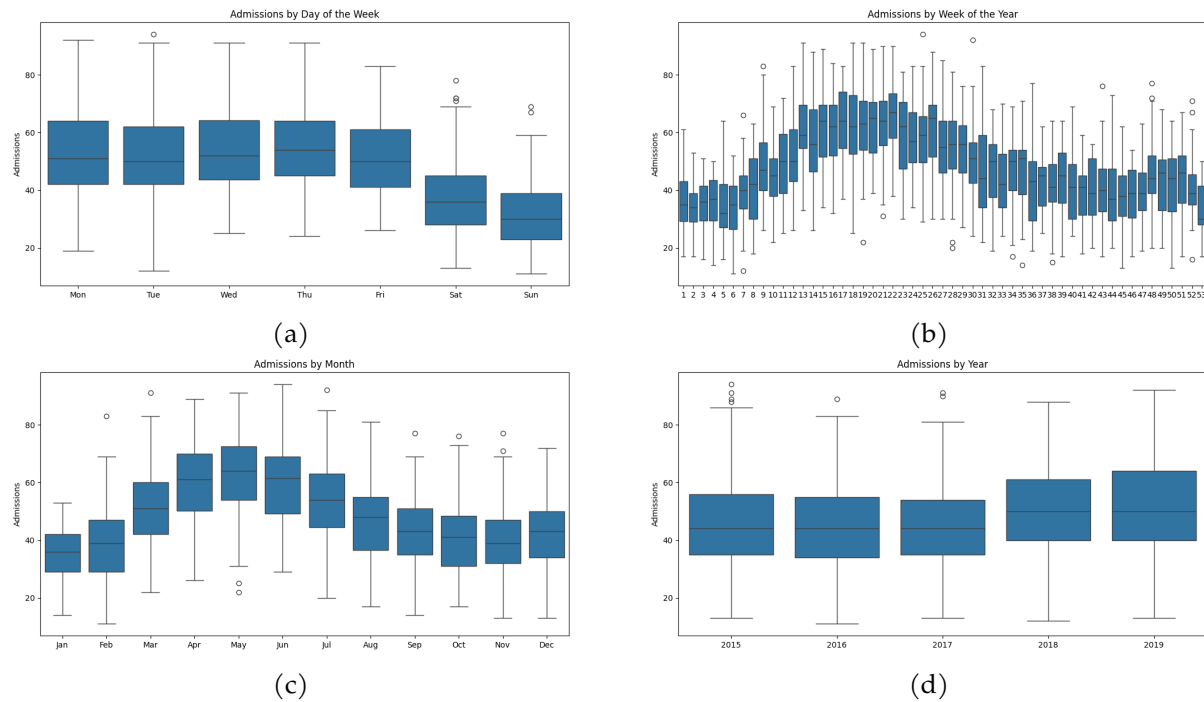 Admissions by Day of the Week
Admissions
80
60
40
20
Mon Tue Wed Thu Fri Sat Sun
(a)
Admissions by Week of the Year
Admissions
80
60
40
20
1 2 3 4 5 6 7 8 9 10 11 12 13 14 15 16 17 18 19 20 21 22 23 24 25 26 27 28 29 30 31 32 33 34 35 36 37 38 39 40 41 42 43 44 45 46 47 48 49 50 51 52 53
(b)
Admissions by Month
Admissions
80
60
40
20
Jan Feb Mar Apr May Jun Jul Aug Sep Oct Nov Dec
(c)
Admissions by Year
Admissions
80
60
40
20
2015 2016 2017 2018 2019
(d)